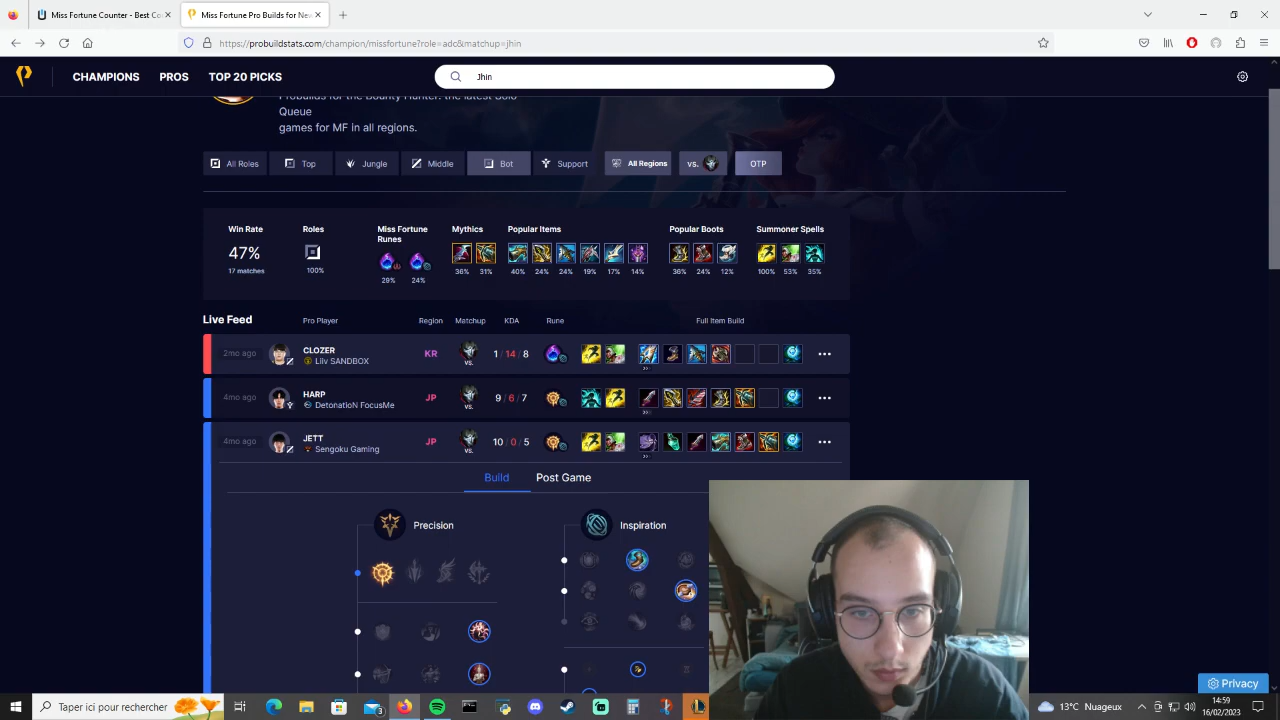 Miss Fortune Counter - Best Co
Miss Fortune Pro Builds for Nev
https://probuildstats.com/champion/missfortune?role=adc&matchup=jhin
CHAMPIONS
PROS
TOP 20 PICKS
Jhin
Probuilds for the Bounty Hunter: the latest Solo
Queue
games for MF in all regions.
All Roles
Top
Jungle
Middle
Bot
Support
All Regions
vs.
OTP
Win Rate
47%
17 matches
Roles
100%
Miss Fortune
Runes
29%
24%
Mythics
36%
31%
Popular Items
40%
24%
24%
19%
17%
14%
Popular Boots
36%
24%
12%
Summoner Spells
100%
53%
35%
Live Feed
Pro Player
Region
Matchup
KDA
Rune
Full Item Build
2mo ago
CLOZER
Liiv SANDBOX
KR
vs.
1 / 14 / 8
>>
4mo ago
HARP
DetonatioN FocusMe
JP
vs.
9 / 6 / 7
>>
4mo ago
JETT
Sengoku Gaming
JP
vs.
10 / 0 / 5
>>
Build
Post Game
Precision
Inspiration
Privacy
Taper ici pour rechercher
3
13°C Nuageux
14:59
16/02/2023